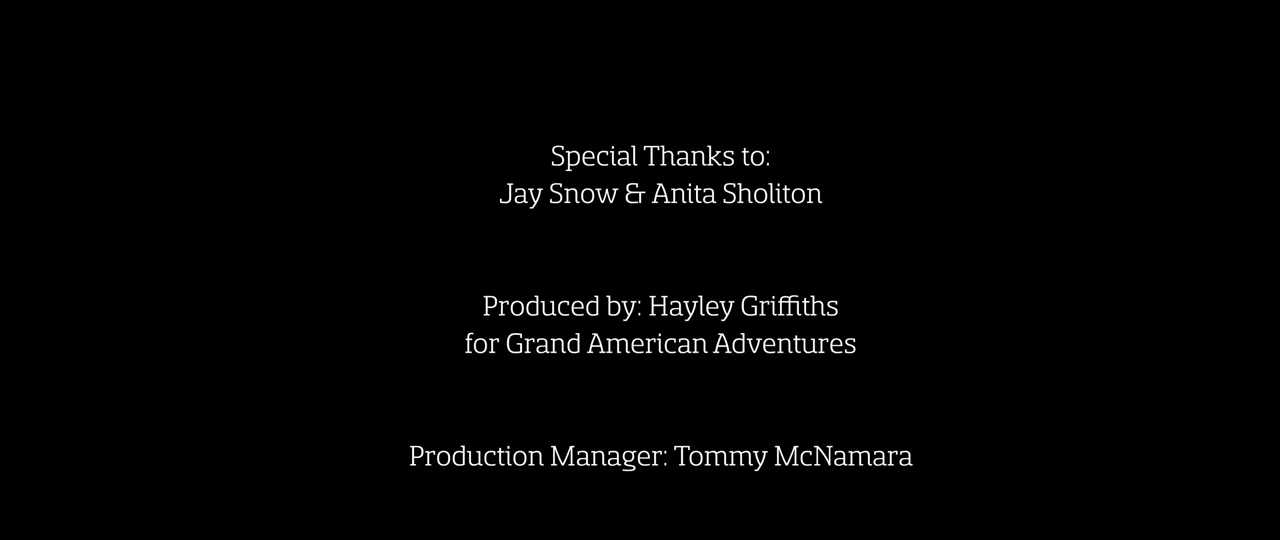 Special Thanks to:
Jay Snow & Anita Sholiton
Produced by: Hayley Griffiths
for Grand American Adventures
Production Manager: Tommy McNamara